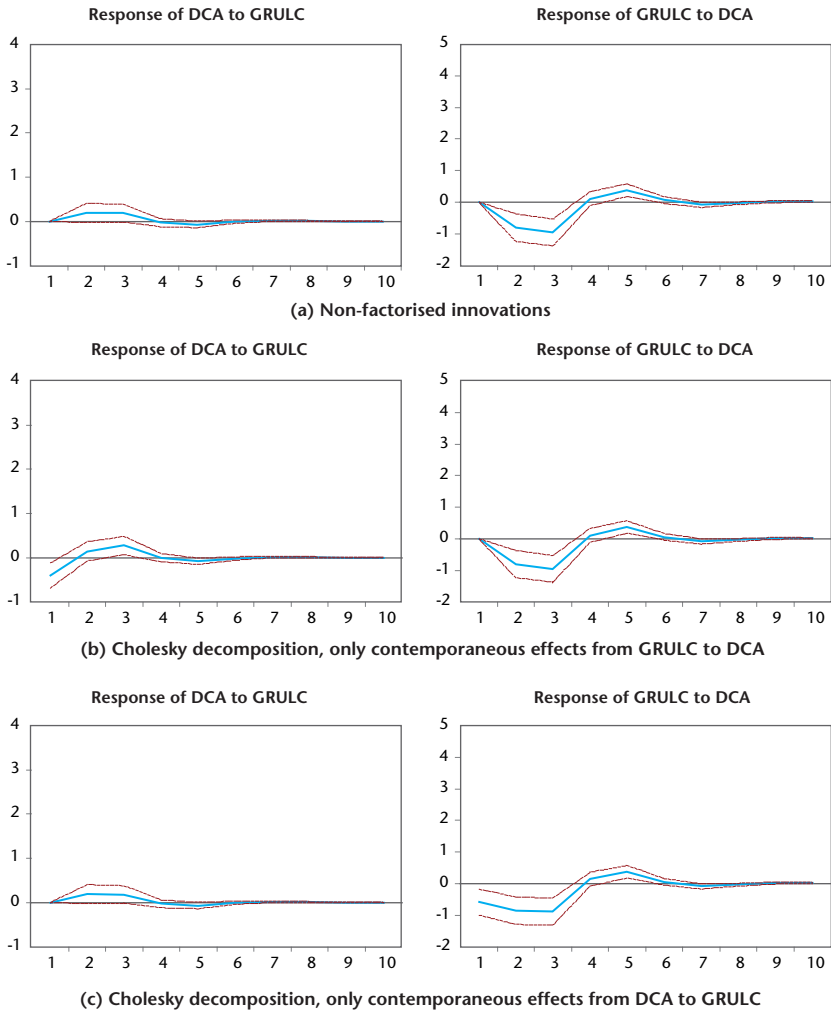 Response of DCA to GRULC
Response of GRULC to DCA
4
3
2
1
0
-1
1 2 3 4 5 6 7 8 9 10
5
4
3
2
1
0
-1
-2
1 2 3 4 5 6 7 8 9 10
(a) Non-factorised innovations
Response of DCA to GRULC
Response of GRULC to DCA
4
3
2
1
0
-1
1 2 3 4 5 6 7 8 9 10
5
4
3
2
1
0
-1
-2
1 2 3 4 5 6 7 8 9 10
(b) Cholesky decomposition, only contemporaneous effects from GRULC to DCA
Response of DCA to GRULC
Response of GRULC to DCA
4
3
2
1
0
-1
1 2 3 4 5 6 7 8 9 10
5
4
3
2
1
0
-1
-2
1 2 3 4 5 6 7 8 9 10
(c) Cholesky decomposition, only contemporaneous effects from DCA to GRULC